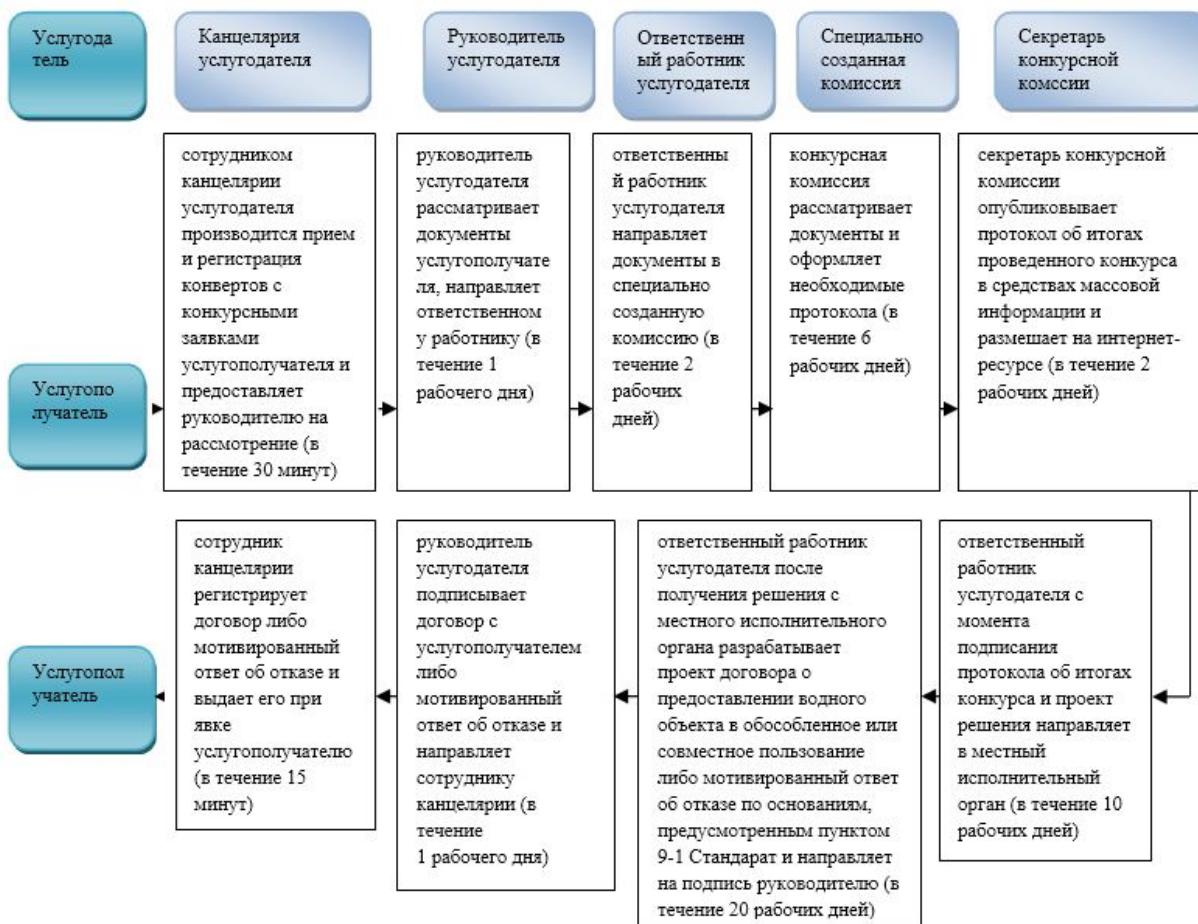 Услугода
тель
Канцелярия
услугодателя
Руководитель
услугодателя
Ответственн
ый работник
услугодателя
Специально
созданная
комиссия
Секретарь
конкурсной
комссии
Услугопо
лучатель
сотрудником
канцелярии
услугодателя
производится прием
и регистрация
конвертов с
конкурсными
заявками
услугополучателя и
предоставляет
руководителю на
рассмотрение (в
течение 30 минут)
руководитель
услугодателя
рассматривает
документы
услугополучате
ля, направляет
ответственном
у работнику (в
течение 1
рабочего дня)
ответственны
й работник
услугодателя
направляет
документы в
специально
созданную
комиссию (в
течение 2
рабочих
дней)
конкурсная
комиссия
рассматривает
документы и
оформляет
необходимые
протокола (в
течение 6
рабочих дней)
секретарь конкурсной
комиссии
опубликовывает
протокол об итогах
проведенного конкурса
в средствах массовой
информации и
размешает на интернет-
ресурсе (в течение 2
рабочих дней)
ответственный
работник
услугодателя с
момента
подписания
протокола об итогах
конкурса и проект
решения направляет
в местный
исполнительный
орган (в течение 10
рабочих дней)
ответственный работник
услугодателя после
получения решения с
местного исполнительного
органа разрабатывает
проект договора о
предоставлении водного
объекта в обособленное или
совместное пользование
либо мотивированный ответ
об отказе по основаниям,
предусмотренным пунктом
9-1 Стандарат и направляет
на подпись руководителю (в
течение 20 рабочих дней)
руководитель
услугодателя
подписывает
договор с
услугополучателем
либо
мотивированный
ответ об отказе и
направляет
сотруднику
канцелярии (в
течение
1 рабочего дня)
сотрудник
канцелярии
регистрирует
договор либо
мотивированный
ответ об отказе и
выдает его при
явке
услугополучателю
(в течение 15
минут)
Услугопол
учатель